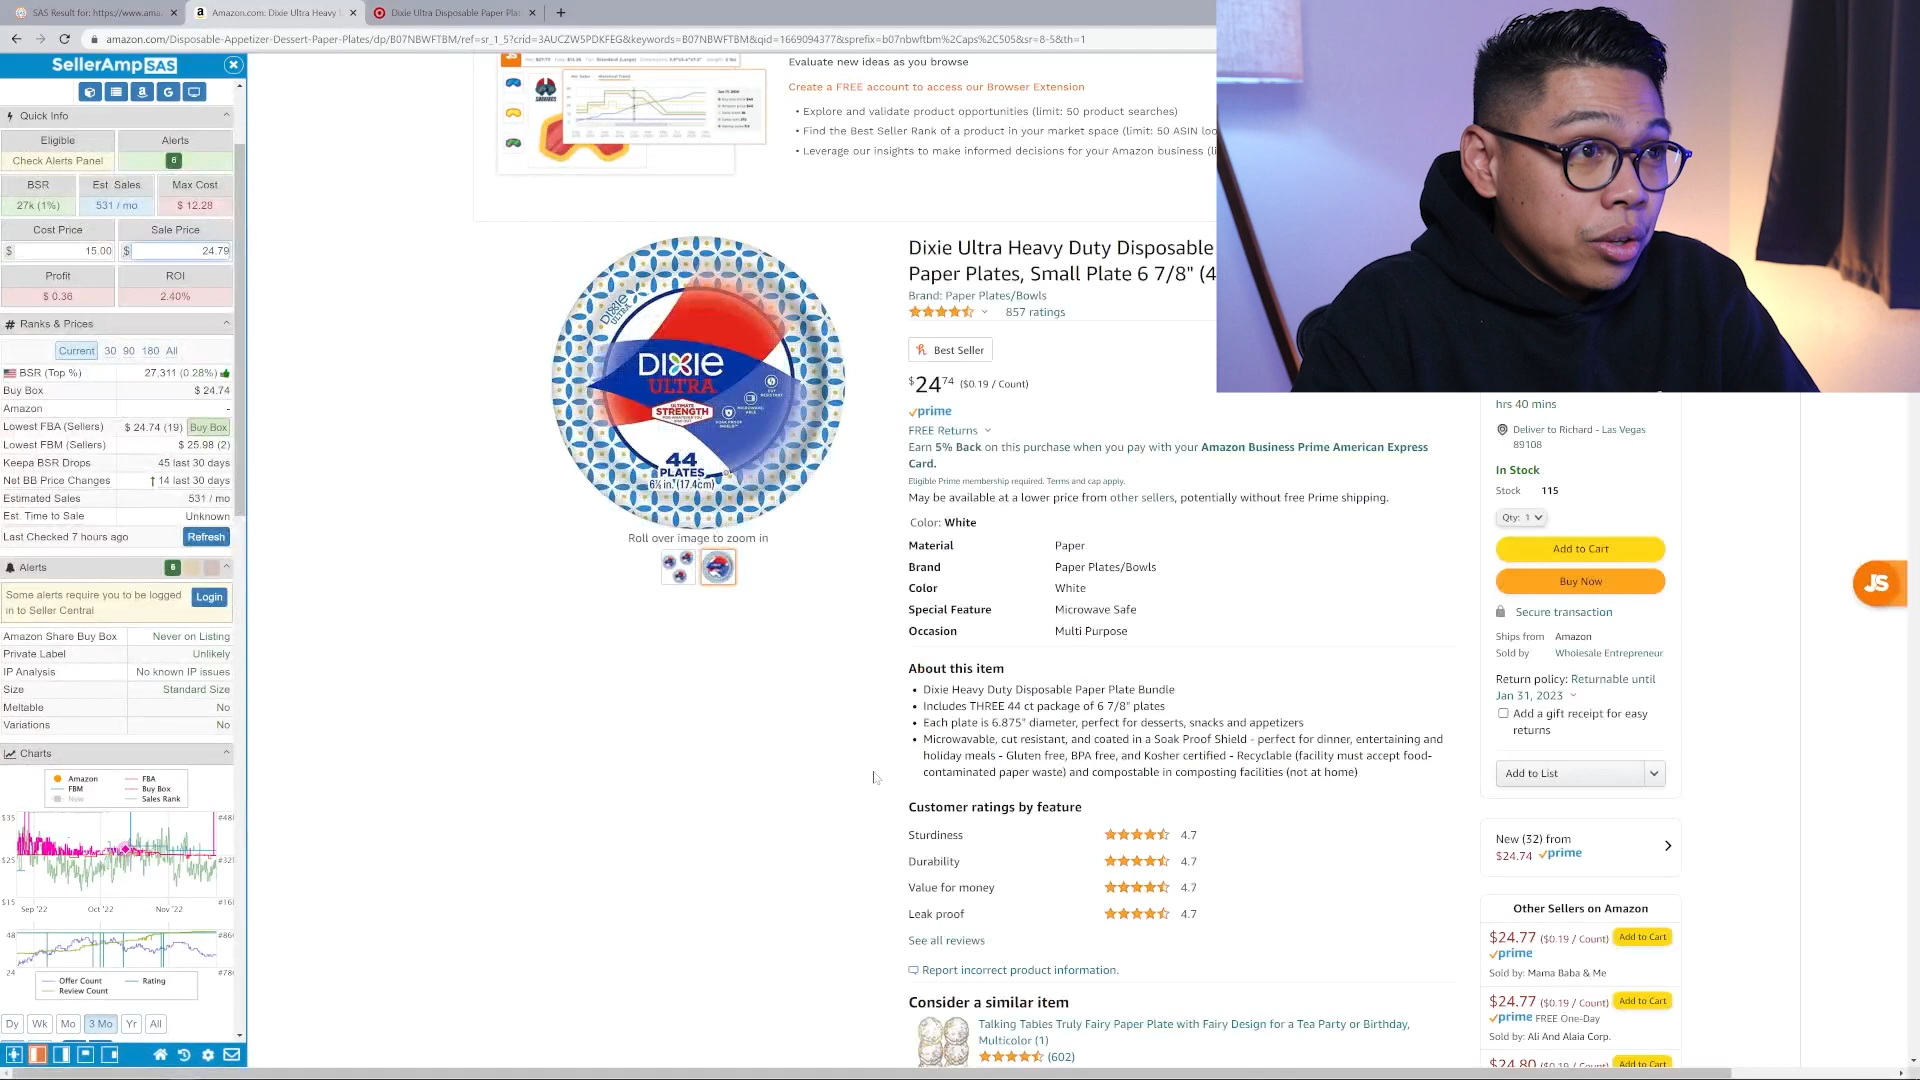 SAS Result for: https://www.ama
Amazon.com: Dixie Ultra Heavy
Dixie Ultra Disposable Paper Pla
amazon.com/Disposable-Appetizer-Dessert-Paper-Plates/dp/B07NBWFTBM/ref=sr_1_5?crid=3AUCZW5PDKFEG&keywords=B07NBWFTBM&qid=1669094377&sprefix=b07nbwftbm%2Caps%2C505&sr=8-5&th=1
SellerAmp SAS
Quick Info
Eligible Alerts
Check Alerts Panel 6
BSR Est. Sales Max Cost
27k (1%) 531 / mo $ 12.28
Cost Price Sale Price
$ 15.00 $ 24.79
Profit ROI
$ 0.36 2.40%
Ranks & Prices
Current 30 90 180 All
BSR (Top %) 27,311 (0.28%)
Buy Box $ 24.74
Amazon -
Lowest FBA (Sellers) $ 24.74 (19) Buy Box
Lowest FBM (Sellers) $ 25.98 (2)
Keepa BSR Drops 45 last 30 days
Net BB Price Changes 14 last 30 days
Estimated Sales 531 / mo
Est. Time to Sale Unknown
Last Checked 7 hours ago Refresh
Alerts 6
Some alerts require you to be logged Login
in to Seller Central
Amazon Share Buy Box Never on Listing
Private Label Unlikely
IP Analysis No known IP issues
Size Standard Size
Meltable No
Variations No
Charts
Amazon FBA
FBM Buy Box
New Sales Rank
$35 #48
$25 #32
$15 #16
Sep '22 Oct '22 Nov '22
48 #86
24 #78
Offer Count Rating
Review Count
Dy Wk Mo 3 Mo Yr All
Evaluate new ideas as you browse
Create a FREE account to access our Browser Extension
• Explore and validate product opportunities (limit: 50 product searches)
• Find the Best Seller Rank of a product in your market space (limit: 50 ASIN loo
• Leverage our insights to make informed decisions for your Amazon business (li
DIXIE
ULTRA
DIXIE
ULTRA
ULTIMATE
STRENGTH
44
PLATES
6⅞ in. (17.4cm)
Roll over image to zoom in
Dixie Ultra Heavy Duty Disposable
Paper Plates, Small Plate 6 7/8" (4
Brand: Paper Plates/Bowls
857 ratings
Best Seller
$24 74 ($0.19 / Count)
prime
FREE Returns
Earn 5% Back on this purchase when you pay with your Amazon Business Prime American Express
Card.
Eligible Prime membership required. Terms and cap apply.
May be available at a lower price from other sellers, potentially without free Prime shipping.
Color: White
Material Paper
Brand Paper Plates/Bowls
Color White
Special Feature Microwave Safe
Occasion Multi Purpose
About this item
• Dixie Heavy Duty Disposable Paper Plate Bundle
• Includes THREE 44 ct package of 6 7/8" plates
• Each plate is 6.875" diameter, perfect for desserts, snacks and appetizers
• Microwavable, cut resistant, and coated in a Soak Proof Shield - perfect for dinner, entertaining and
holiday meals - Gluten free, BPA free, and Kosher certified - Recyclable (facility must accept food-
contaminated paper waste) and compostable in composting facilities (not at home)
Customer ratings by feature
Sturdiness 4.7
Durability 4.7
Value for money 4.7
Leak proof 4.7
See all reviews
Report incorrect product information.
Consider a similar item
Talking Tables Truly Fairy Paper Plate with Fairy Design for a Tea Party or Birthday,
Multicolor (1)
(602)
hrs 40 mins
Deliver to Richard - Las Vegas
89108
In Stock
Stock 115
Qty: 1
Add to Cart
Buy Now
Secure transaction
Ships from Amazon
Sold by Wholesale Entrepreneur
Return policy: Returnable until
Jan 31, 2023
Add a gift receipt for easy
returns
Add to List
New (32) from
$24.74 prime
Other Sellers on Amazon
$24.77 ($0.19 / Count) Add to Cart
prime
Sold by: Mama Baba & Me
$24.77 ($0.19 / Count) Add to Cart
prime FREE One-Day
Sold by: Ali And Alaia Corp.
$24.80 ($0.19 / Count) Add to Cart
JS